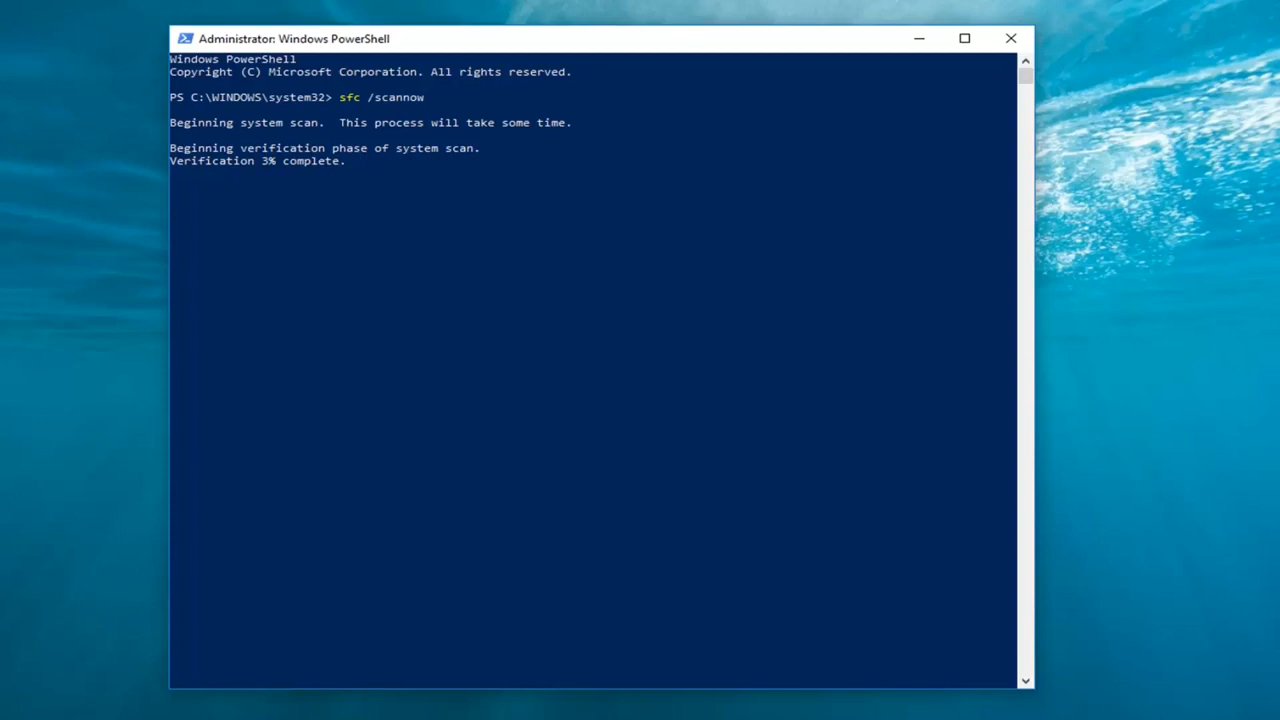 Administrator: Windows PowerShell
Windows PowerShell
Copyright (C) Microsoft Corporation. All rights reserved.
PS C:\WINDOWS\system32> sfc /scannow
Beginning system scan.  This process will take some time.
Beginning verification phase of system scan.
Verification 3% complete.